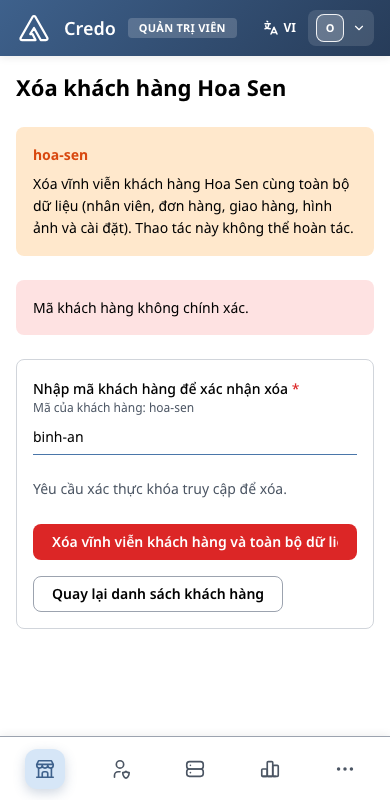 Credo
QUẢN TRỊ VIÊN
VI
O
Xóa khách hàng Hoa Sen
hoa-sen
Xóa vĩnh viễn khách hàng Hoa Sen cùng toàn bộ
dữ liệu (nhân viên, đơn hàng, giao hàng, hình
ảnh và cài đặt). Thao tác này không thể hoàn tác.
Mã khách hàng không chính xác.
Nhập mã khách hàng để xác nhận xóa *
Mã của khách hàng: hoa-sen
binh-an
Yêu cầu xác thực khóa truy cập để xóa.
Xóa vĩnh viễn khách hàng và toàn bộ dữ
Quay lại danh sách khách hàng